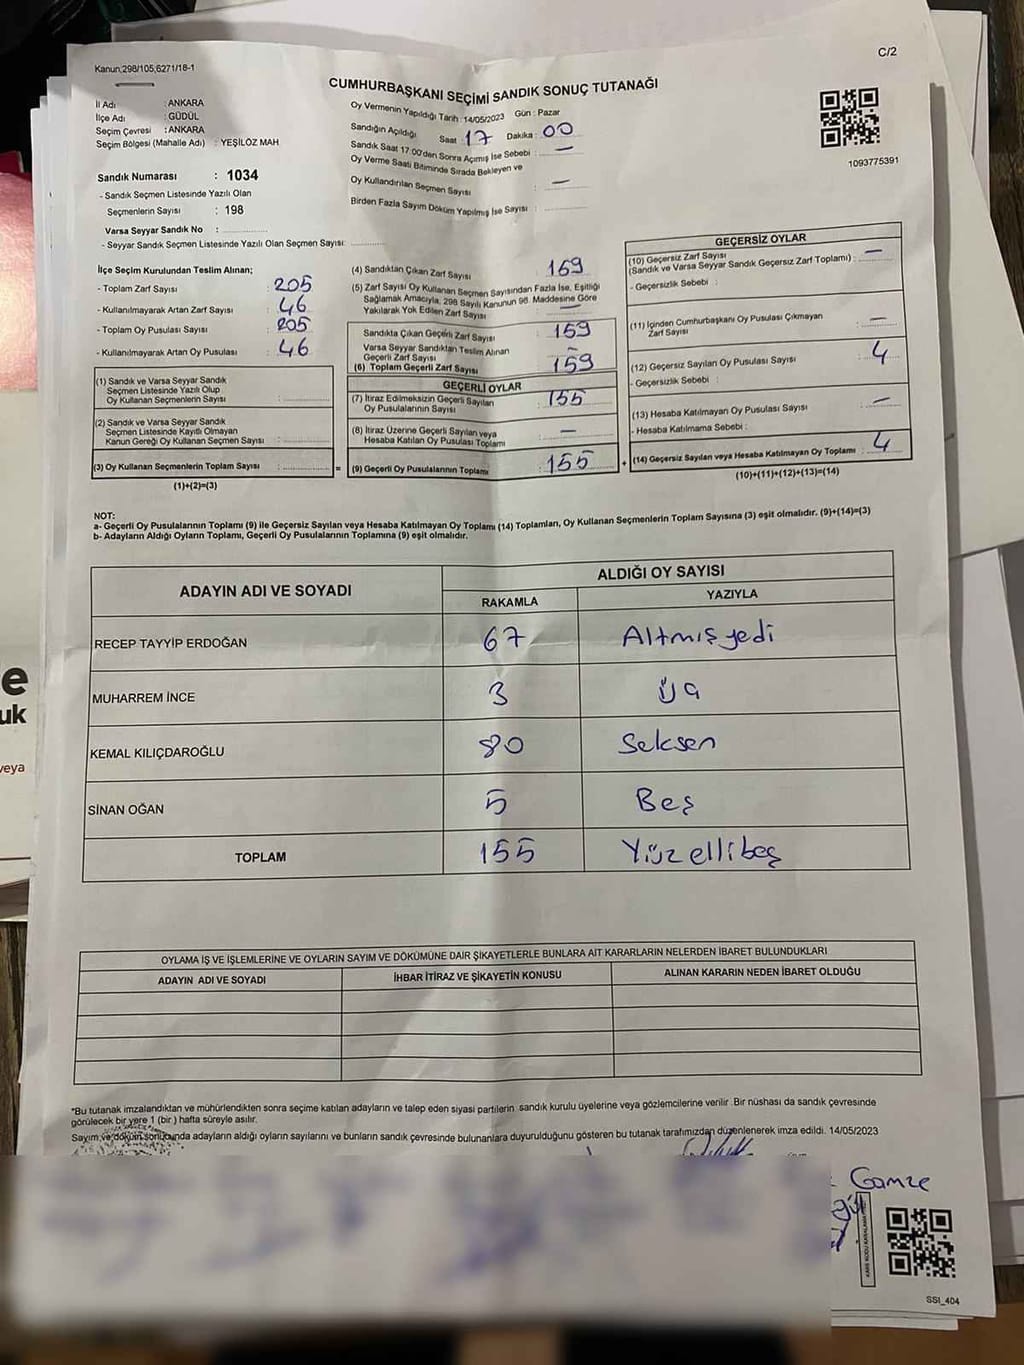 C/2
Kanun;298/105,6271/18-1
CUMHURBAŞKANI SEÇİMİ SANDIK SONUÇ TUTANAĞI
İl Adı : ANKARA
İlçe Adı : GÜDÜL
Seçim Çevresi : ANKARA
Seçim Bölgesi (Mahalle Adı) : YEŞİLÖZ MAH
Sandık Numarası : 1034
- Sandık Seçmen Listesinde Yazılı Olan
Seçmenlerin Sayısı : 198
Varsa Seyyar Sandık No :
- Seyyar Sandık Seçmen Listesinde Yazılı Olan Seçmen Sayısı:
Oy Vermenin Yapıldığı Tarih :14/05/2023 Gün : Pazar
Sandığın Açıldığı Saat 17 Dakika : 00
Sandık Saat 17:00'den Sonra Açımış İse Sebebi : —
Oy Verme Saati Bitiminde Sırada Bekleyen ve
Oy Kullandırılan Seçmen Sayısı : —
Birden Fazla Sayım Döküm Yapılmış İse Sayısı :
1093775391
İlçe Seçim Kurulundan Teslim Alınan;
- Toplam Zarf Sayısı : 205
- Kullanılmayarak Artan Zarf Sayısı : 46
- Toplam Oy Pusulası Sayısı : 205
- Kullanılmayarak Artan Oy Pusulası : 46
(1) Sandık ve Varsa Seyyar Sandık
Seçmen Listesinde Yazılı Olup
Oy Kullanan Seçmenlerin Sayısı :
(2) Sandık ve Varsa Seyyar Sandık
Seçmen Listesinde Kayıtlı Olmayan
Kanun Gereği Oy Kullanan Seçmen Sayısı :
(3) Oy Kullanan Seçmenlerin Toplam Sayısı : =
(1)+(2)=(3)
(4) Sandıktan Çıkan Zarf Sayısı : 159
(5) Zarf Sayısı Oy Kullanan Seçmen Sayısından Fazla İse, Eşitliği
Sağlamak Amacıyla, 298 Sayılı Kanunun 98. Maddesine Göre
Yakılarak Yok Edilen Zarf Sayısı : —
Sandıkta Çıkan Geçerli Zarf Sayısı : 159
Varsa Seyyar Sandıktan Teslim Alınan
Geçerli Zarf Sayısı : —
(6) Toplam Geçerli Zarf Sayısı : 159
GEÇERLİ OYLAR
(7) İtiraz Edilmeksizin Geçerli Sayılan
Oy Pusulalarının Sayısı : 155
(8) İtiraz Üzerine Geçerli Sayılan veya
Hesaba Katılan Oy Pusulası Toplamı : —
(9) Geçerli Oy Pusulalarının Toplamı : 155 +
GEÇERSİZ OYLAR
(10) Geçersiz Zarf Sayısı
(Sandık ve Varsa Seyyar Sandık Geçersiz Zarf Toplamı) : —
- Geçersizlik Sebebi :
(11) İçinden Cumhurbaşkanı Oy Pusulası Çıkmayan
Zarf Sayısı : —
(12) Geçersiz Sayılan Oy Pusulası Sayısı : 4
- Geçersizlik Sebebi :
(13) Hesaba Katılmayan Oy Pusulası Sayısı : —
- Hesaba Katılmama Sebebi :
(14) Geçersiz Sayılan veya Hesaba Katılmayan Oy Toplamı : 4
(10)+(11)+(12)+(13)=(14)
NOT:
a- Geçerli Oy Pusulalarının Toplamı (9) ile Geçersiz Sayılan veya Hesaba Katılmayan Oy Toplamı (14) Toplamları, Oy Kullanan Seçmenlerin Toplam Sayısına (3) eşit olmalıdır. (9)+(14)=(3)
b- Adayların Aldığı Oyların Toplamı, Geçerli Oy Pusulalarının Toplamına (9) eşit olmalıdır.
ADAYIN ADI VE SOYADI ALDIĞI OY SAYISI
RAKAMLA YAZIYLA
RECEP TAYYİP ERDOĞAN 67 Altmış yedi
MUHARREM İNCE 3 Üç
KEMAL KILIÇDAROĞLU 80 Seksen
SİNAN OĞAN 5 Beş
TOPLAM 155 Yüz elli beş
OYLAMA İŞ VE İŞLEMLERİNE VE OYLARIN SAYIM VE DÖKÜMÜNE DAİR ŞİKAYETLERLE BUNLARA AİT KARARLARIN NELERDEN İBARET BULUNDUKLARI
ADAYIN ADI VE SOYADI İHBAR İTİRAZ VE ŞİKAYETİN KONUSU ALINAN KARARIN NEDEN İBARET OLDUĞU
*Bu tutanak imzalandıktan ve mühürlendikten sonra seçime katılan adayların ve talep eden siyasi partilerin sandık kurulu üyelerine veya gözlemcilerine verilir. Bir nüshası da sandık çevresinde
görülecek bir yere 1 (bir) hafta süreyle asılır.
Sayım ve döküm sonucunda adayların aldığı oyların sayılarını ve bunların sandık çevresinde bulunanlara duyurulduğunu gösteren bu tutanak tarafımızdan düzenlenerek imza edildi. 14/05/2023
Gamze
SSI_404
e
uk
veya